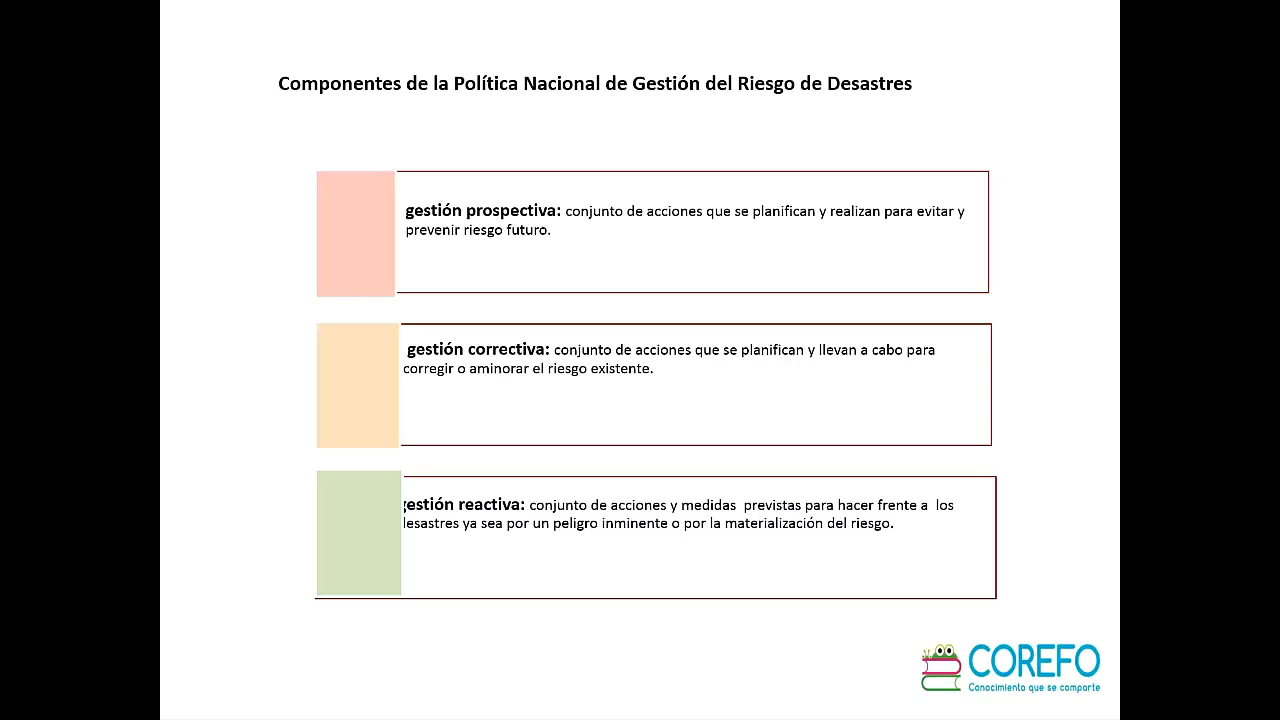 Componentes de la Política Nacional de Gestión del Riesgo de Desastres
gestión prospectiva: conjunto de acciones que se planifican y realizan para evitar y
prevenir riesgo futuro.
gestión correctiva: conjunto de acciones que se planifican y llevan a cabo para
corregir o aminorar el riesgo existente.
gestión reactiva: conjunto de acciones y medidas previstas para hacer frente a los
desastres ya sea por un peligro inminente o por la materialización del riesgo.
COREFO
Conocimiento que se comparte